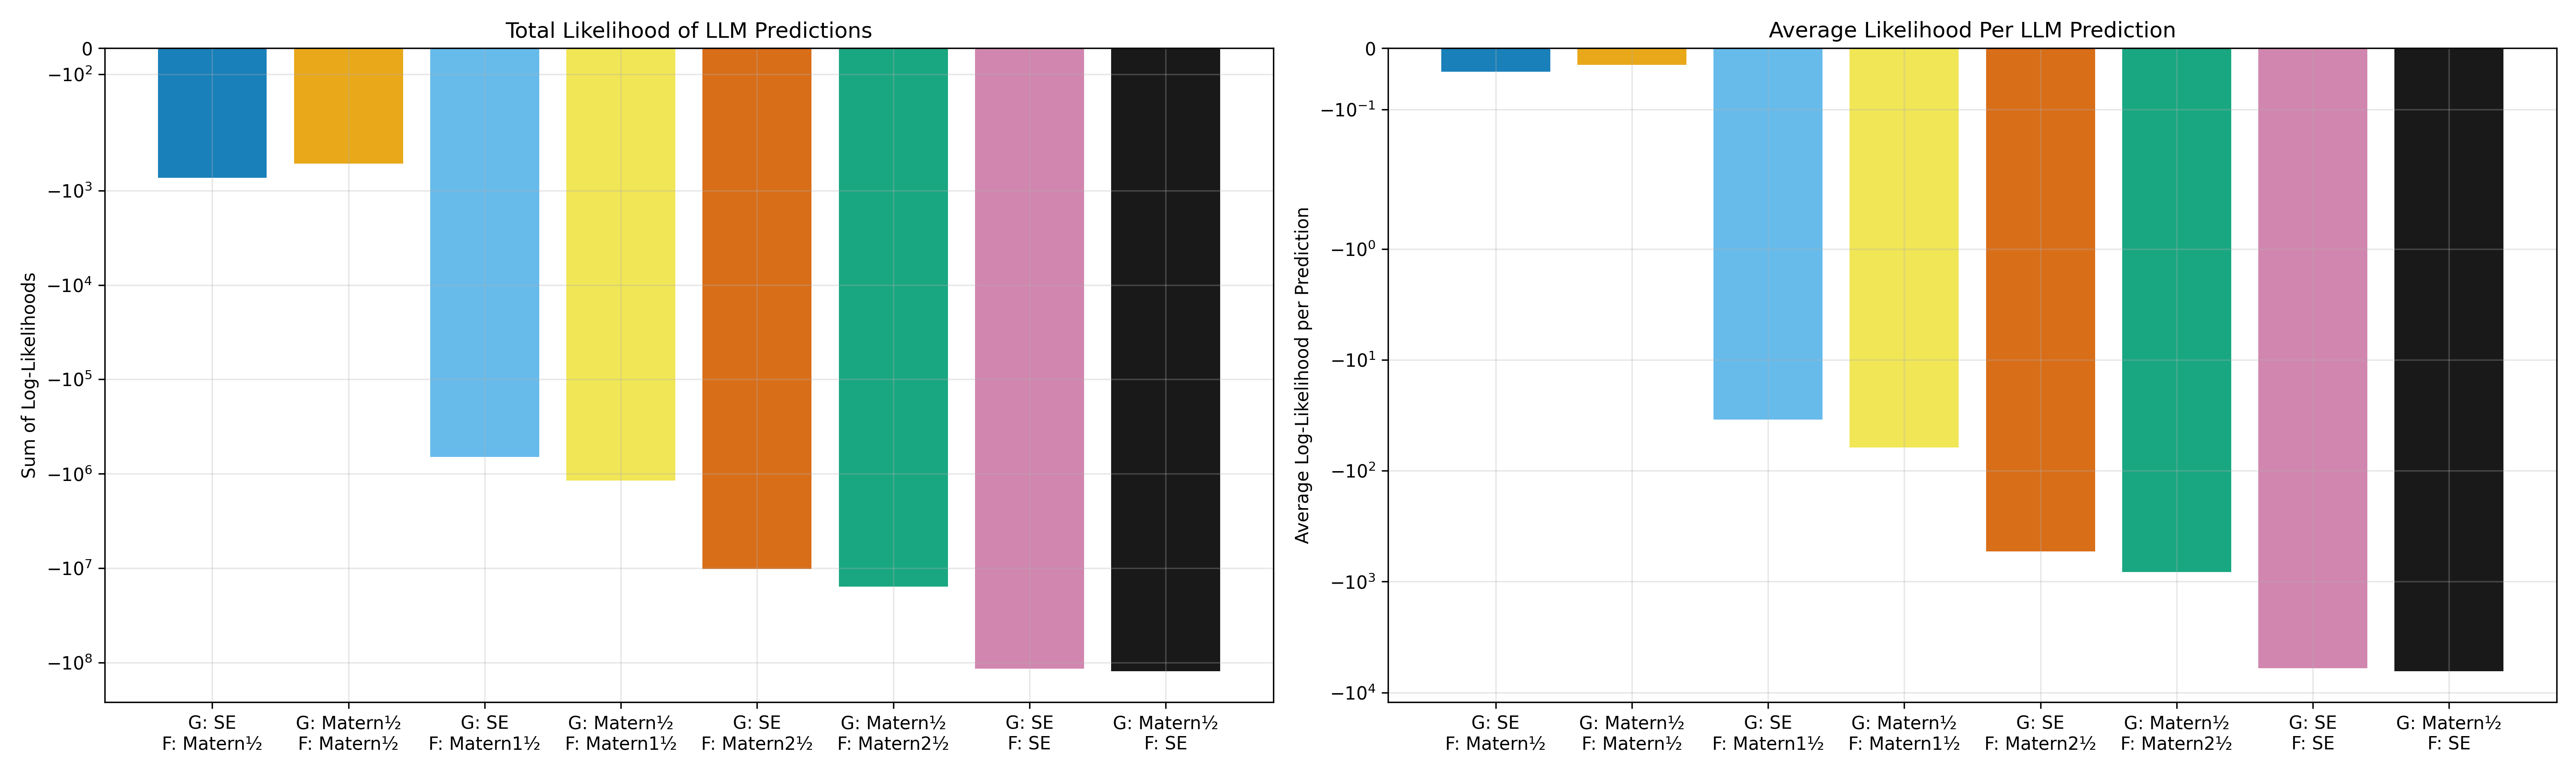 Total Likelihood of LLM Predictions
Sum of Log-Likelihoods
0
−10²
−10³
−10⁴
−10⁵
−10⁶
−10⁷
−10⁸
G: SE
F: Matern½
G: Matern½
F: Matern½
G: SE
F: Matern1½
G: Matern½
F: Matern1½
G: SE
F: Matern2½
G: Matern½
F: Matern2½
G: SE
F: SE
G: Matern½
F: SE
Average Likelihood Per LLM Prediction
Average Log-Likelihood per Prediction
0
−10⁻¹
−10⁰
−10¹
−10²
−10³
−10⁴
G: SE
F: Matern½
G: Matern½
F: Matern½
G: SE
F: Matern1½
G: Matern½
F: Matern1½
G: SE
F: Matern2½
G: Matern½
F: Matern2½
G: SE
F: SE
G: Matern½
F: SE